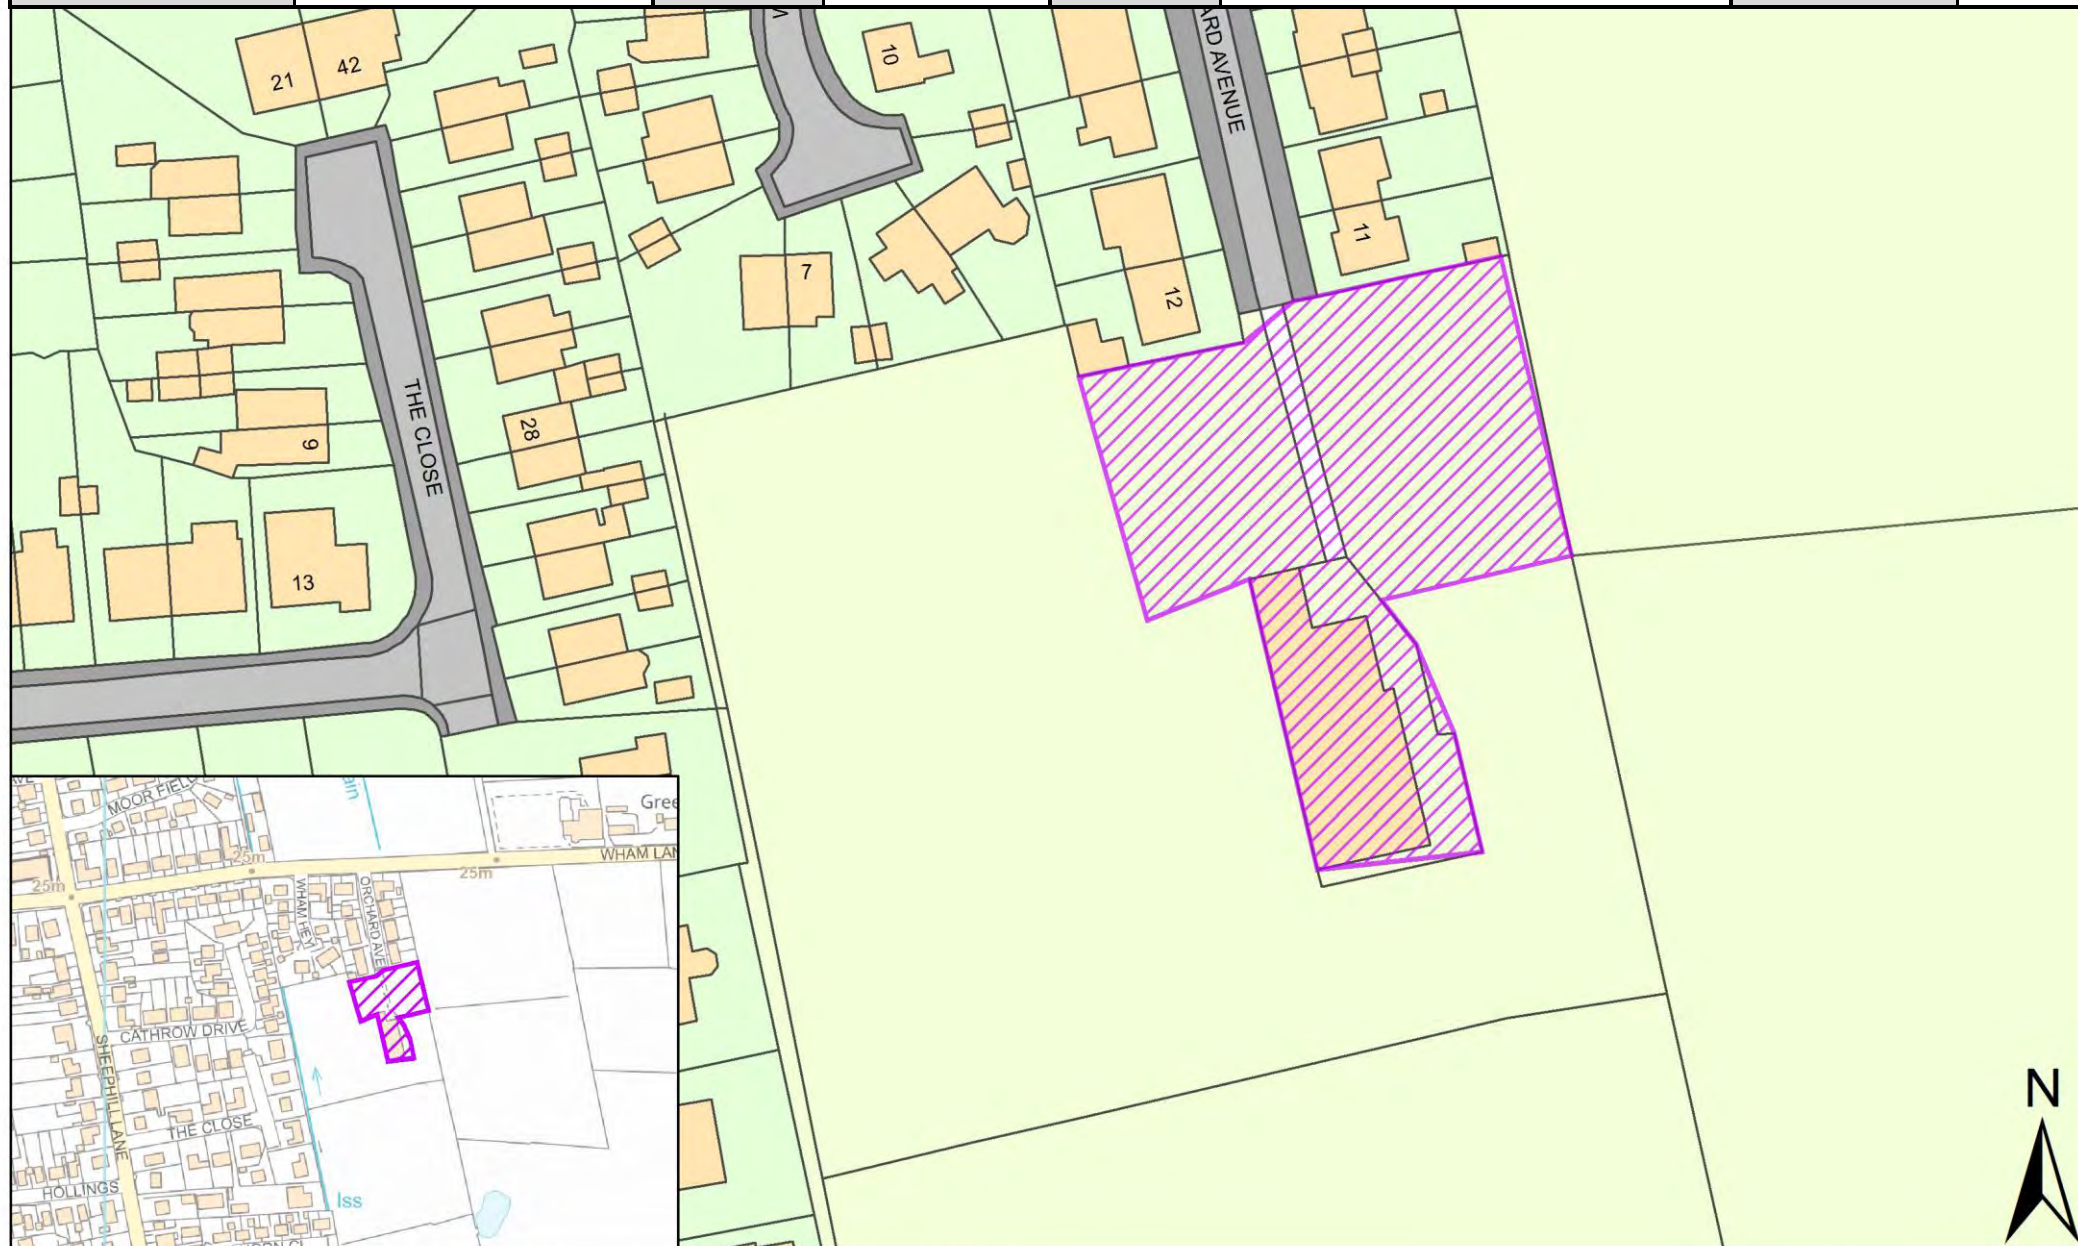 21
42
10
ARD AVENUE
11
7
12
THE CLOSE
9
28
13
MOOR FIELD
25m
25m
25m
Gree
WHAM LAN
WHAM HEY
ORCHARD AVE
CATHROW DRIVE
SHEEPHILL LANE
THE CLOSE
HOLLINGS
Iss
N